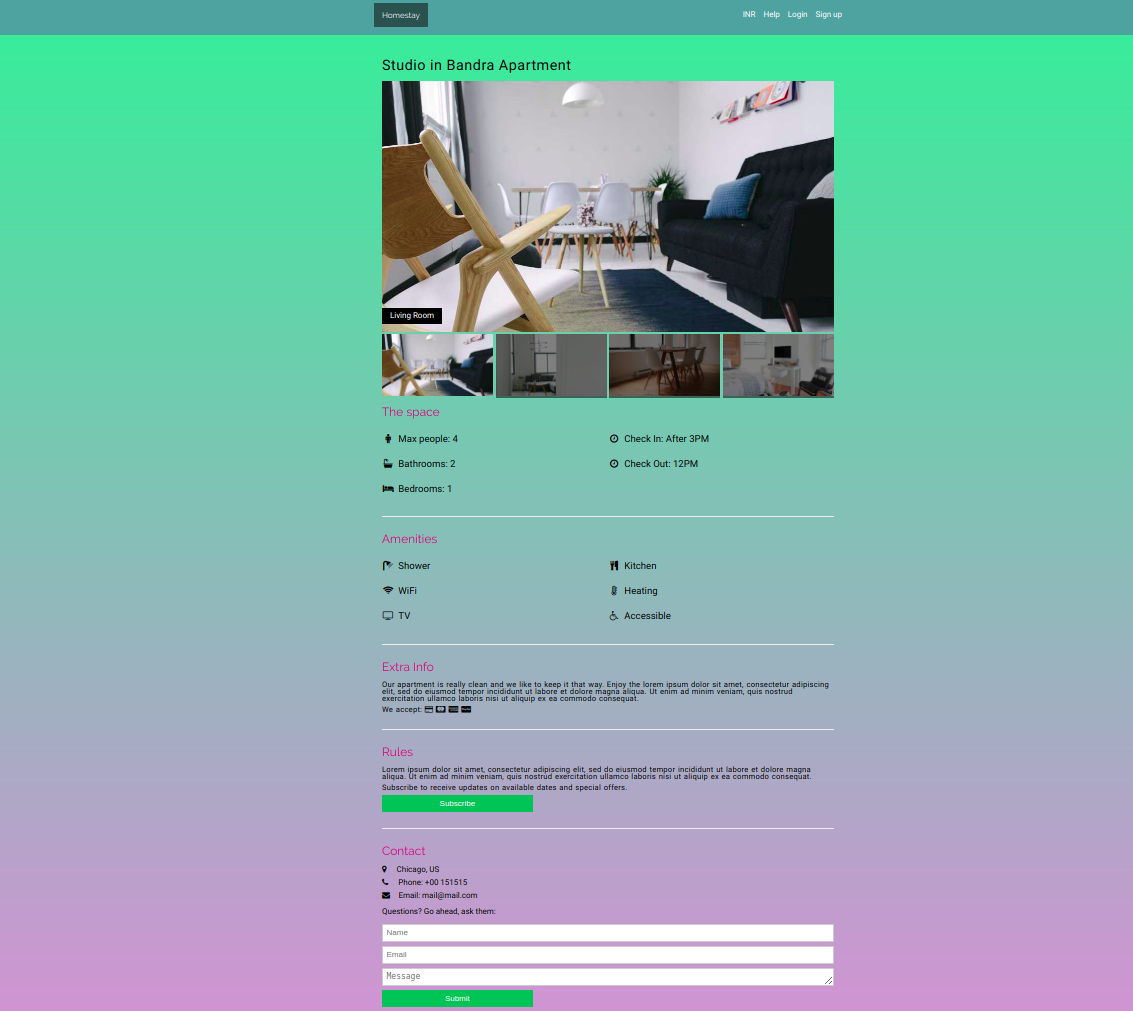 Homestay
INR Help Login Sign up
Studio in Bandra Apartment
Living Room
The space
Max people: 4
Check In: After 3PM
Bathrooms: 2
Check Out: 12PM
Bedrooms: 1
Amenities
Shower
Kitchen
WiFi
Heating
TV
Accessible
Extra Info
Our apartment is really clean and we like to keep it that way. Enjoy the lorem ipsum dolor sit amet, consectetur adipiscing
elit, sed do eiusmod tempor incididunt ut labore et dolore magna aliqua. Ut enim ad minim veniam, quis nostrud
exercitation ullamco laboris nisi ut aliquip ex ea commodo consequat.
We accept:
Rules
Lorem ipsum dolor sit amet, consectetur adipiscing elit, sed do eiusmod tempor incididunt ut labore et dolore magna
aliqua. Ut enim ad minim veniam, quis nostrud exercitation ullamco laboris nisi ut aliquip ex ea commodo consequat.
Subscribe to receive updates on available dates and special offers.
Subscribe
Contact
Chicago, US
Phone: +00 151515
Email: mail@mail.com
Questions? Go ahead, ask them:
Name
Email
Message
Submit